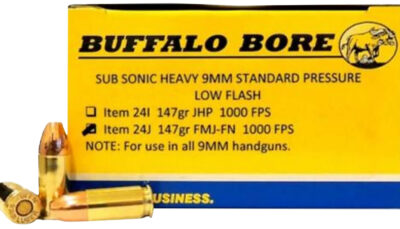 BUFFALO BORE
SUB SONIC HEAVY 9MM STANDARD PRESSURE
LOW FLASH
Item 24I 147gr JHP 1000 FPS
Item 24J 147gr FMJ-FN 1000 FPS
NOTE: For use in all 9MM handguns.
USINESS.